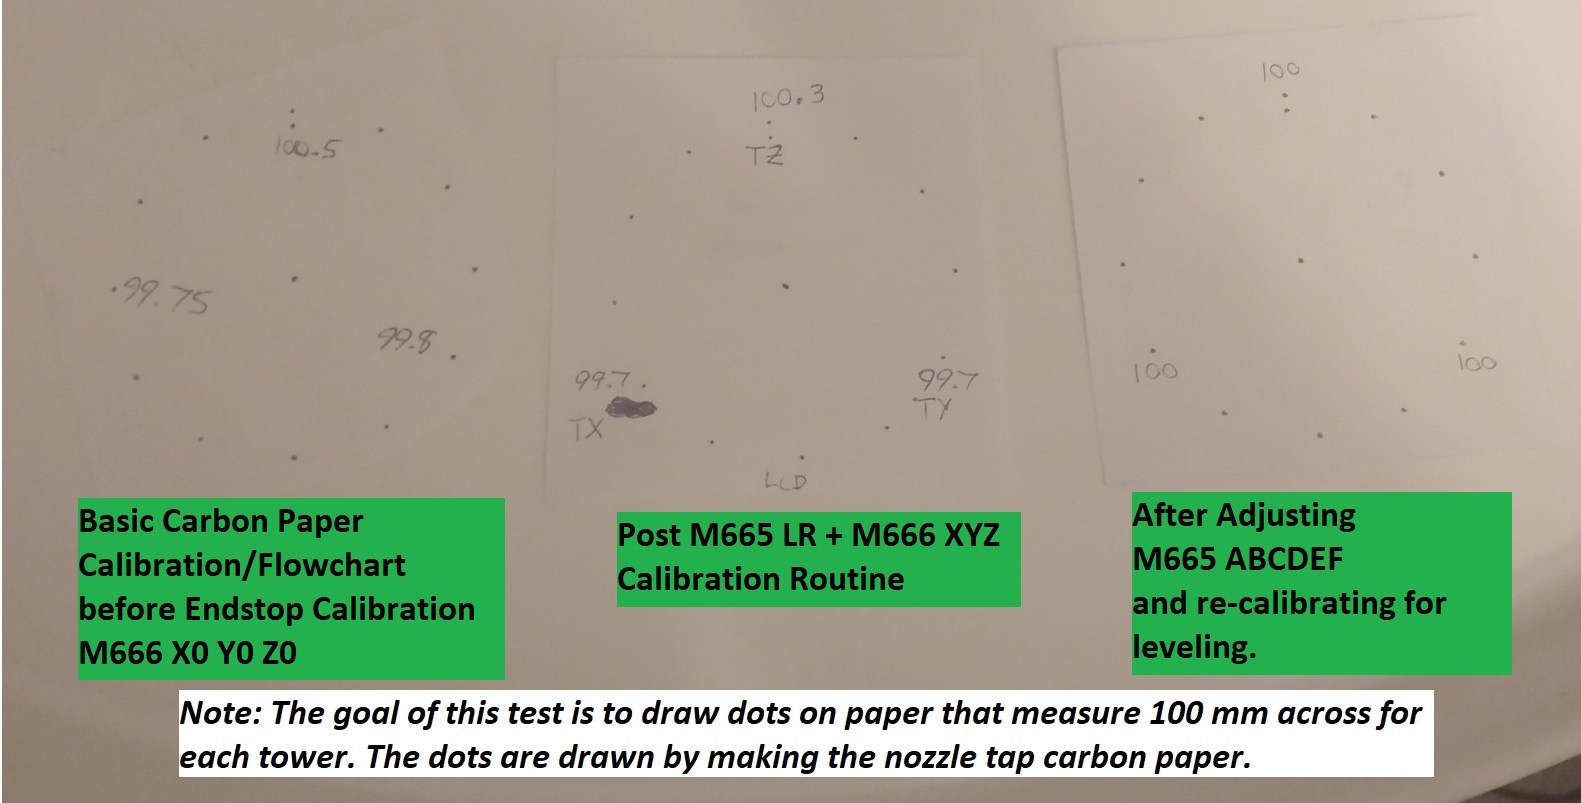 100.5
99.75
99.8
100.3
TZ
99.7
TX
99.7
TY
LCD
100
100
100
Basic Carbon Paper
Calibration/Flowchart
before Endstop Calibration
M666 X0 Y0 Z0
Post M665 LR + M666 XYZ
Calibration Routine
After Adjusting
M665 ABCDEF
and re-calibrating for
leveling.
Note: The goal of this test is to draw dots on paper that measure 100 mm across for
each tower. The dots are drawn by making the nozzle tap carbon paper.